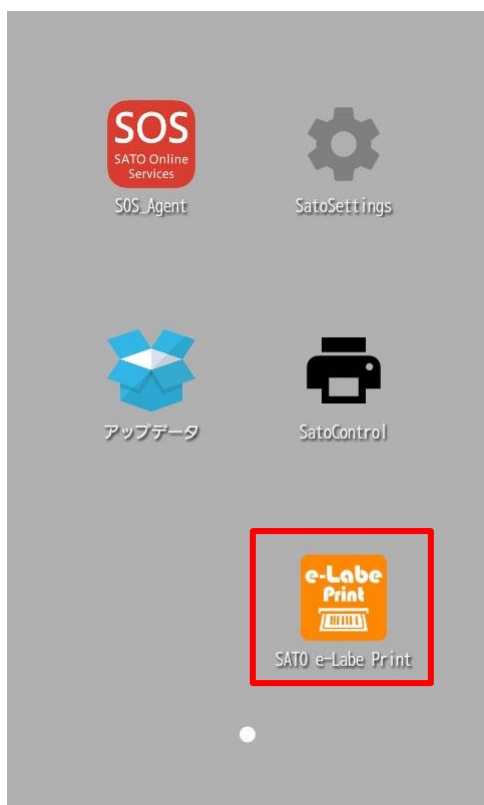 SOS
SATO Online
Services
SOS_Agent
SatoSettings
アップデータ
SatoControl
e-Labe
Print
SATO e-Labe Print